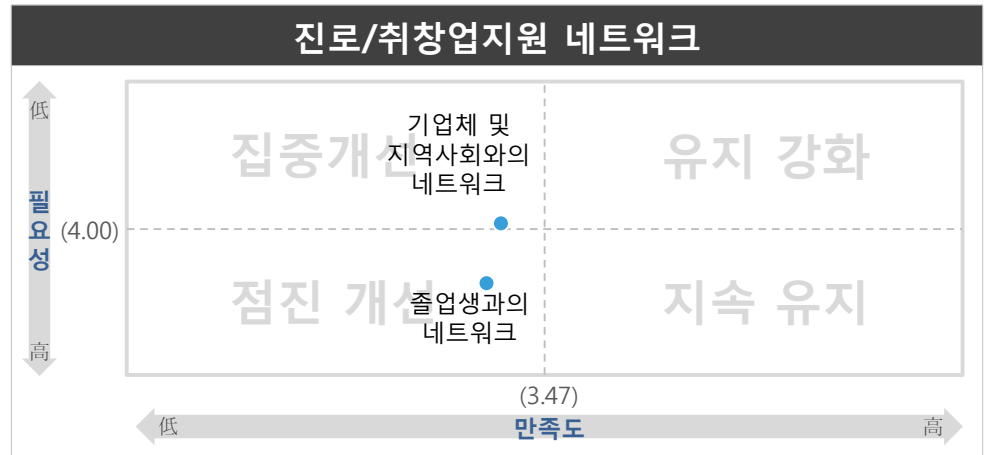 진로/취창업지원 네트워크
低
기업체 및
지역사회와의
네트워크
집중개선
유지 강화
필요성
(4.00)
점진 개선
지속 유지
졸업생과의
네트워크
高
(3.47)
低
만족도
高